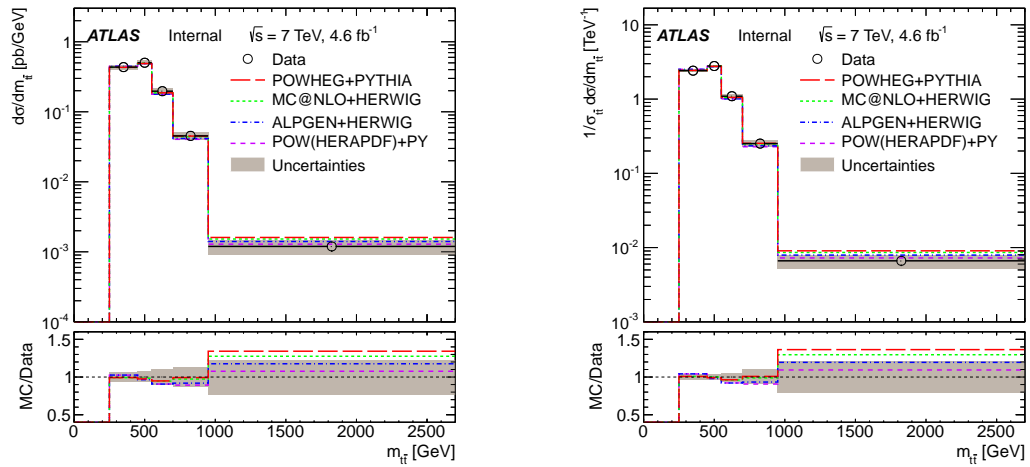 dσ/dm_tt̄ [pb/GeV]
1
10⁻¹
10⁻²
10⁻³
10⁻⁴
ATLAS Internal √s = 7 TeV, 4.6 fb⁻¹
Data
POWHEG+PYTHIA
MC@NLO+HERWIG
ALPGEN+HERWIG
POW(HERAPDF)+PY
Uncertainties
MC/Data
1.5
1
0.5
0 500 1000 1500 2000 2500
m_tt̄ [GeV]
1/σ_tt̄ dσ/dm_tt̄ [TeV⁻¹]
10
1
10⁻¹
10⁻²
10⁻³
ATLAS Internal √s = 7 TeV, 4.6 fb⁻¹
Data
POWHEG+PYTHIA
MC@NLO+HERWIG
ALPGEN+HERWIG
POW(HERAPDF)+PY
Uncertainties
MC/Data
1.5
1
0.5
0 500 1000 1500 2000 2500
m_tt̄ [GeV]